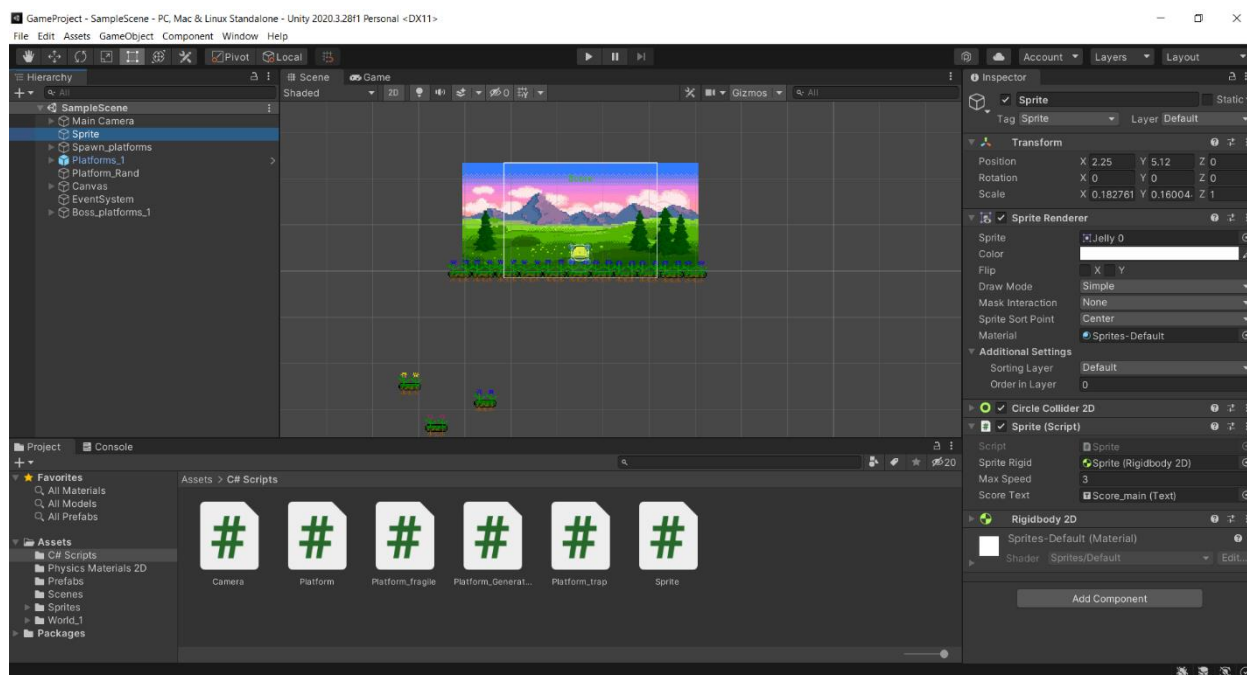 GameProject - SampleScene - PC, Mac & Linux Standalone - Unity 2020.3.28f1 Personal <DX11>
File Edit Assets GameObject Component Window Help
Pivot Local Account Layers Layout
Hierarchy
All
SampleScene
Main Camera
Sprite
Spawn_platforms
Platforms_1
Platform_Rand
Canvas
EventSystem
Boss_platforms_1
Scene Game
Shaded 2D 0 Gizmos All
Inspector
Sprite Static
Tag Sprite Layer Default
Transform
Position X 2.25 Y 5.12 Z 0
Rotation X 0 Y 0 Z 0
Scale X 0.182761 Y 0.16004 Z 1
Sprite Renderer
Sprite Jelly 0
Color
Flip X Y
Draw Mode Simple
Mask Interaction None
Sprite Sort Point Center
Material Sprites-Default
Additional Settings
Sorting Layer Default
Order in Layer 0
Circle Collider 2D
# Sprite (Script)
Script Sprite
Sprite Rigid Sprite (Rigidbody 2D)
Max Speed 3
Score Text Score_main (Text)
Rigidbody 2D
Sprites-Default (Material)
Shader Sprites/Default Edit...
Add Component
Project Console
20
Favorites
All Materials
All Models
All Prefabs
Assets
C# Scripts
Physics Materials 2D
Prefabs
Scenes
Sprites
World_1
Packages
Assets > C# Scripts
# # # # # #
Camera Platform Platform_fragile Platform_Generat... Platform_trap Sprite